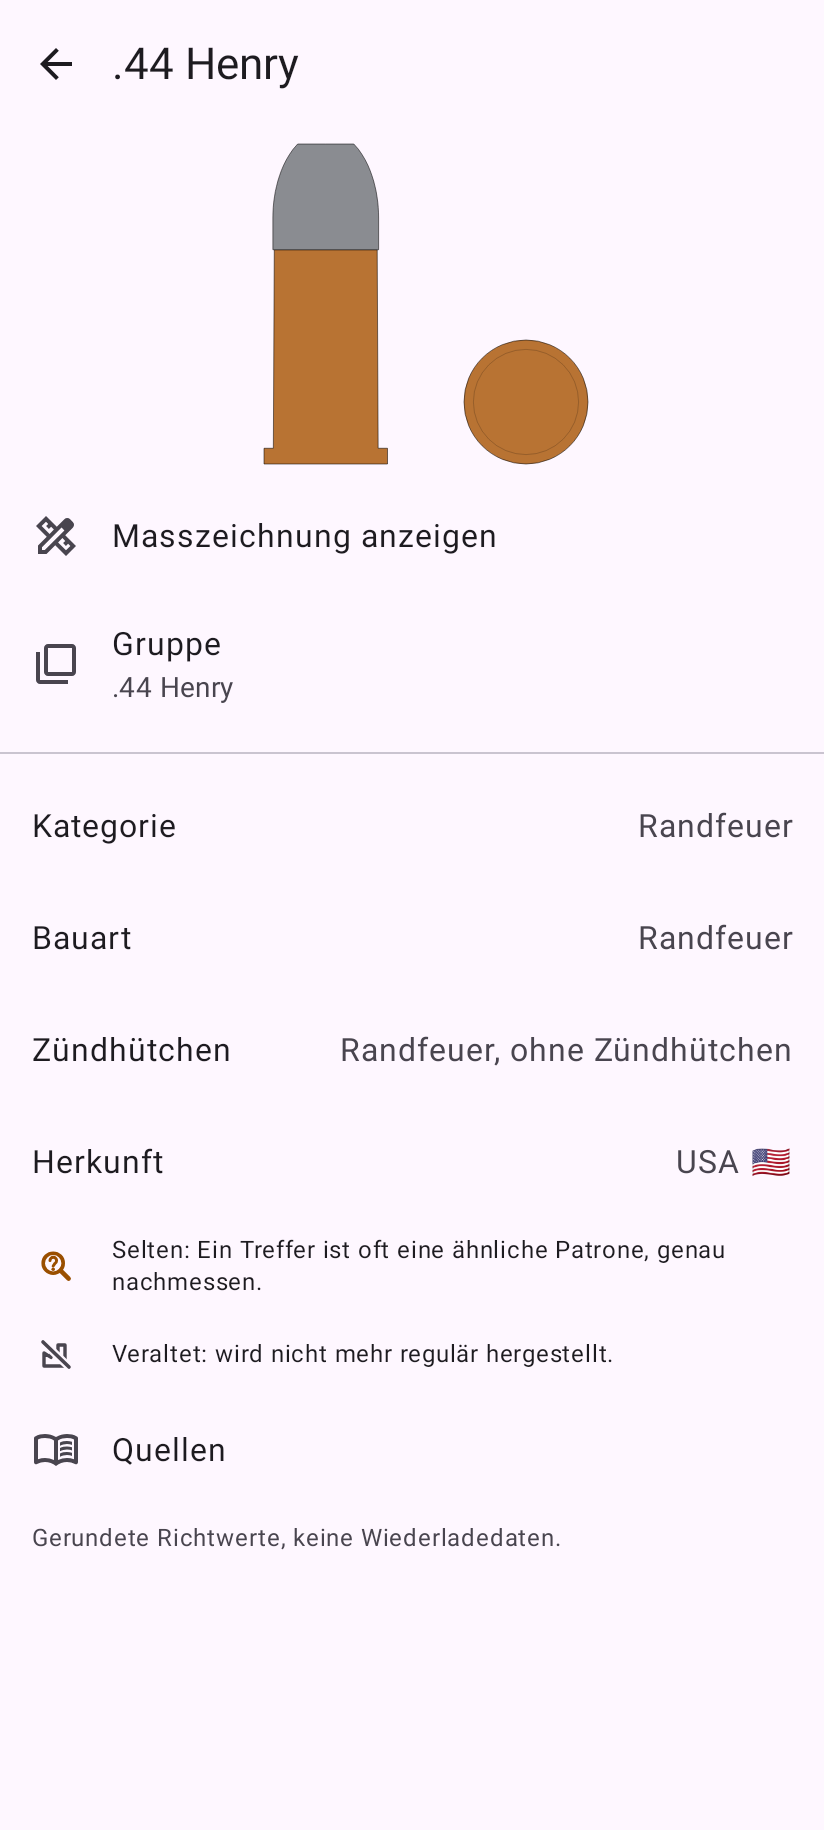 .44 Henry
Masszeichnung anzeigen
Gruppe
.44 Henry
Kategorie Randfeuer
Bauart Randfeuer
Zündhütchen Randfeuer, ohne Zündhütchen
Herkunft USA 🇺🇸
Selten: Ein Treffer ist oft eine ähnliche Patrone, genau
nachmessen.
Veraltet: wird nicht mehr regulär hergestellt.
Quellen
Gerundete Richtwerte, keine Wiederladedaten.